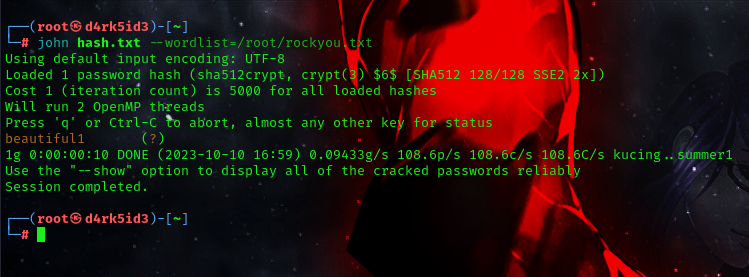 ┌──(root㉿d4rk5id3)-[~]
└─# john hash.txt --wordlist=/root/rockyou.txt
Using default input encoding: UTF-8
Loaded 1 password hash (sha512crypt, crypt(3) $6$ [SHA512 128/128 SSE2 2x])
Cost 1 (iteration count) is 5000 for all loaded hashes
Will run 2 OpenMP threads
Press 'q' or Ctrl-C to abort, almost any other key for status
beautiful1       (?)
1g 0:00:00:10 DONE (2023-10-10 16:59) 0.09433g/s 108.6p/s 108.6c/s 108.6C/s kucing..summer1
Use the "--show" option to display all of the cracked passwords reliably
Session completed.
┌──(root㉿d4rk5id3)-[~]
└─#